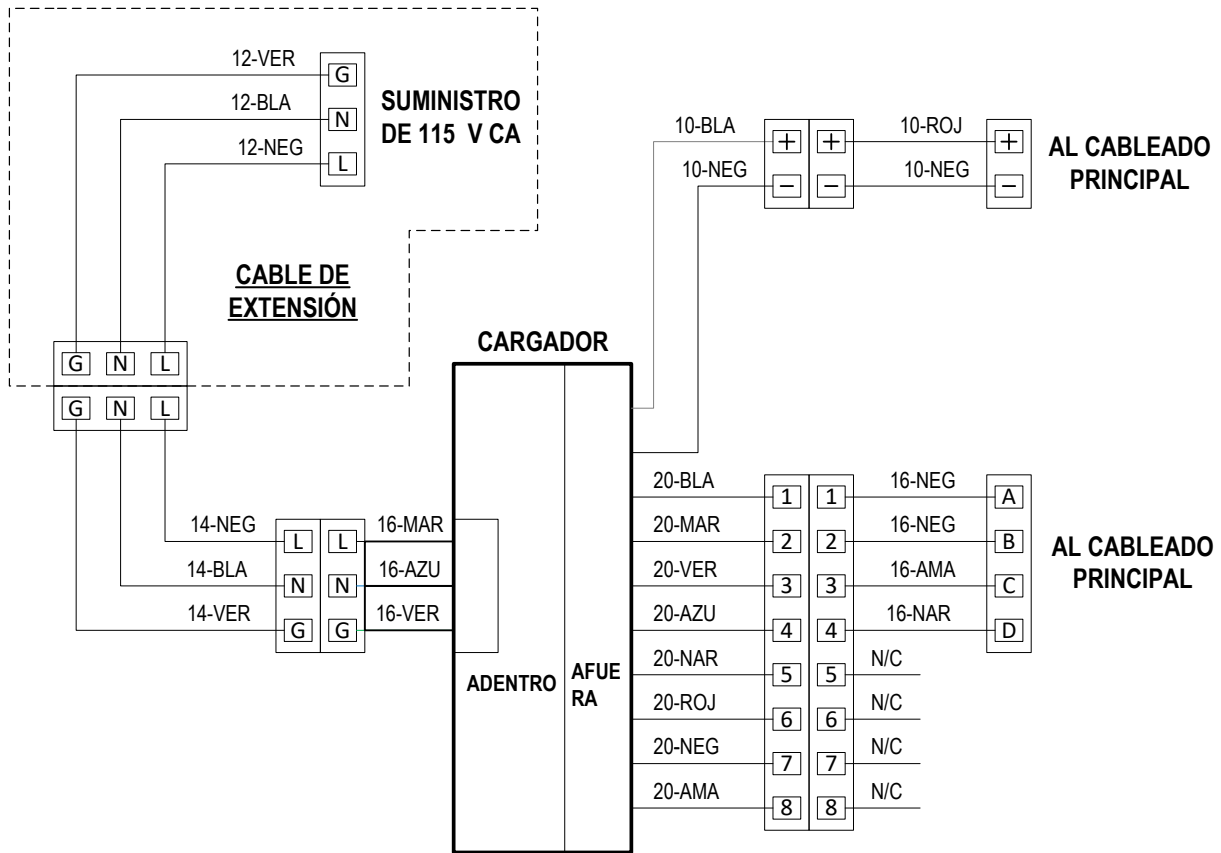 12-VER
G
12-BLA
N
12-NEG
L
SUMINISTRO
DE 115 V CA
CABLE DE
EXTENSIÓN
G N L
G N L
14-NEG
L L
16-MAR
14-BLA
N N
16-AZU
14-VER
G G
16-VER
CARGADOR
ADENTRO
AFUE
RA
10-BLA
+ +
10-ROJ
+
10-NEG
- -
10-NEG
-
AL CABLEADO
PRINCIPAL
20-BLA
1 1
16-NEG
A
20-MAR
2 2
16-NEG
B
20-VER
3 3
16-AMA
C
20-AZU
4 4
16-NAR
D
20-NAR
5 5
N/C
20-ROJ
6 6
N/C
20-NEG
7 7
N/C
20-AMA
8 8
N/C
AL CABLEADO
PRINCIPAL